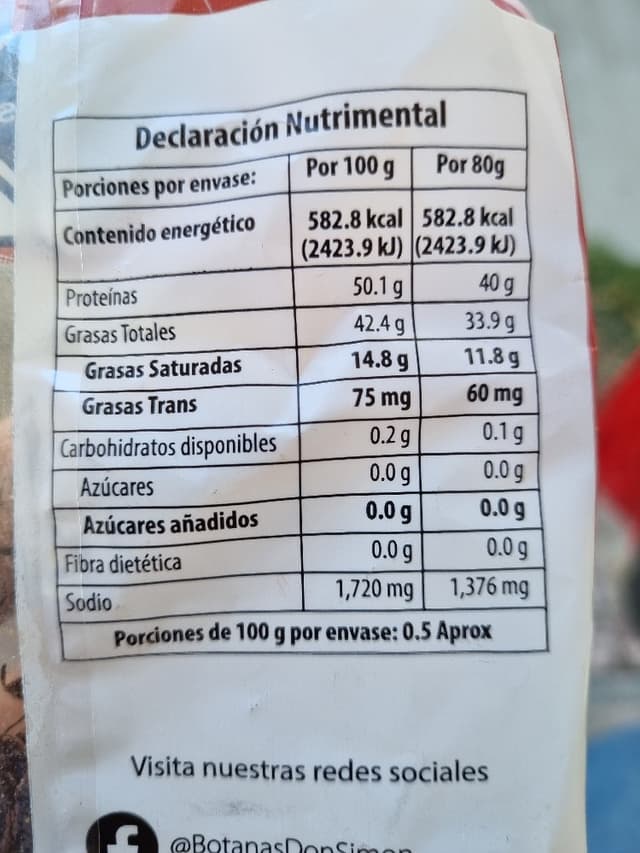 Declaración Nutrimental
Porciones por envase: Por 100 g Por 80g
Contenido energético 582.8 kcal (2423.9 kJ) 582.8 kcal (2423.9 kJ)
Proteínas 50.1 g 40 g
Grasas Totales 42.4 g 33.9 g
Grasas Saturadas 14.8 g 11.8 g
Grasas Trans 75 mg 60 mg
Carbohidratos disponibles 0.2 g 0.1 g
Azúcares 0.0 g 0.0 g
Azúcares añadidos 0.0 g 0.0 g
Fibra dietética 0.0 g 0.0 g
Sodio 1,720 mg 1,376 mg
Porciones de 100 g por envase: 0.5 Aprox
Visita nuestras redes sociales
f @BotanasDonSimon